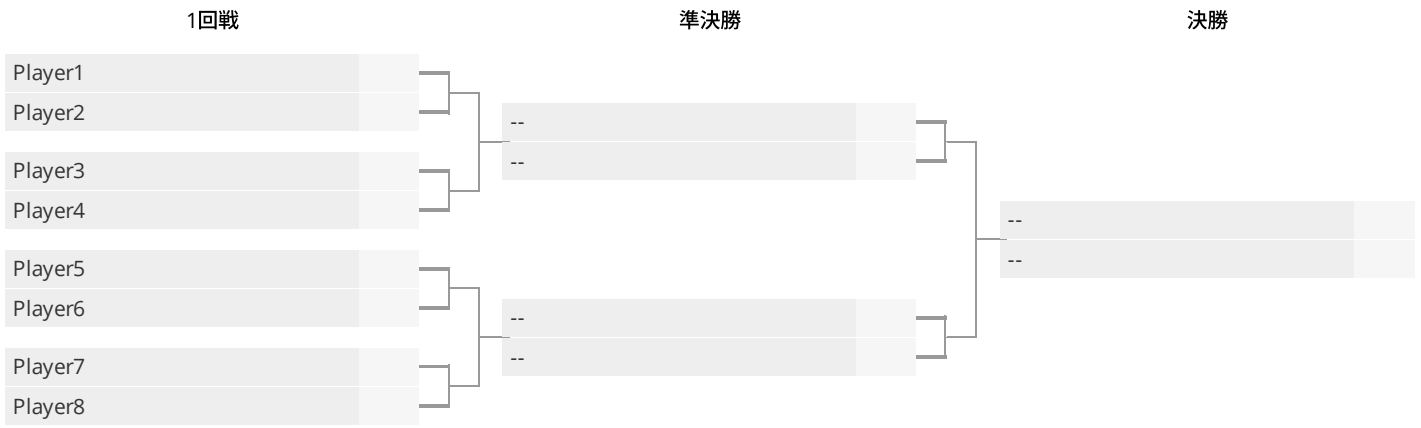 1回戦
準決勝
決勝
Player1
Player2
Player3
Player4
Player5
Player6
Player7
Player8
--
--
--
--
--
--